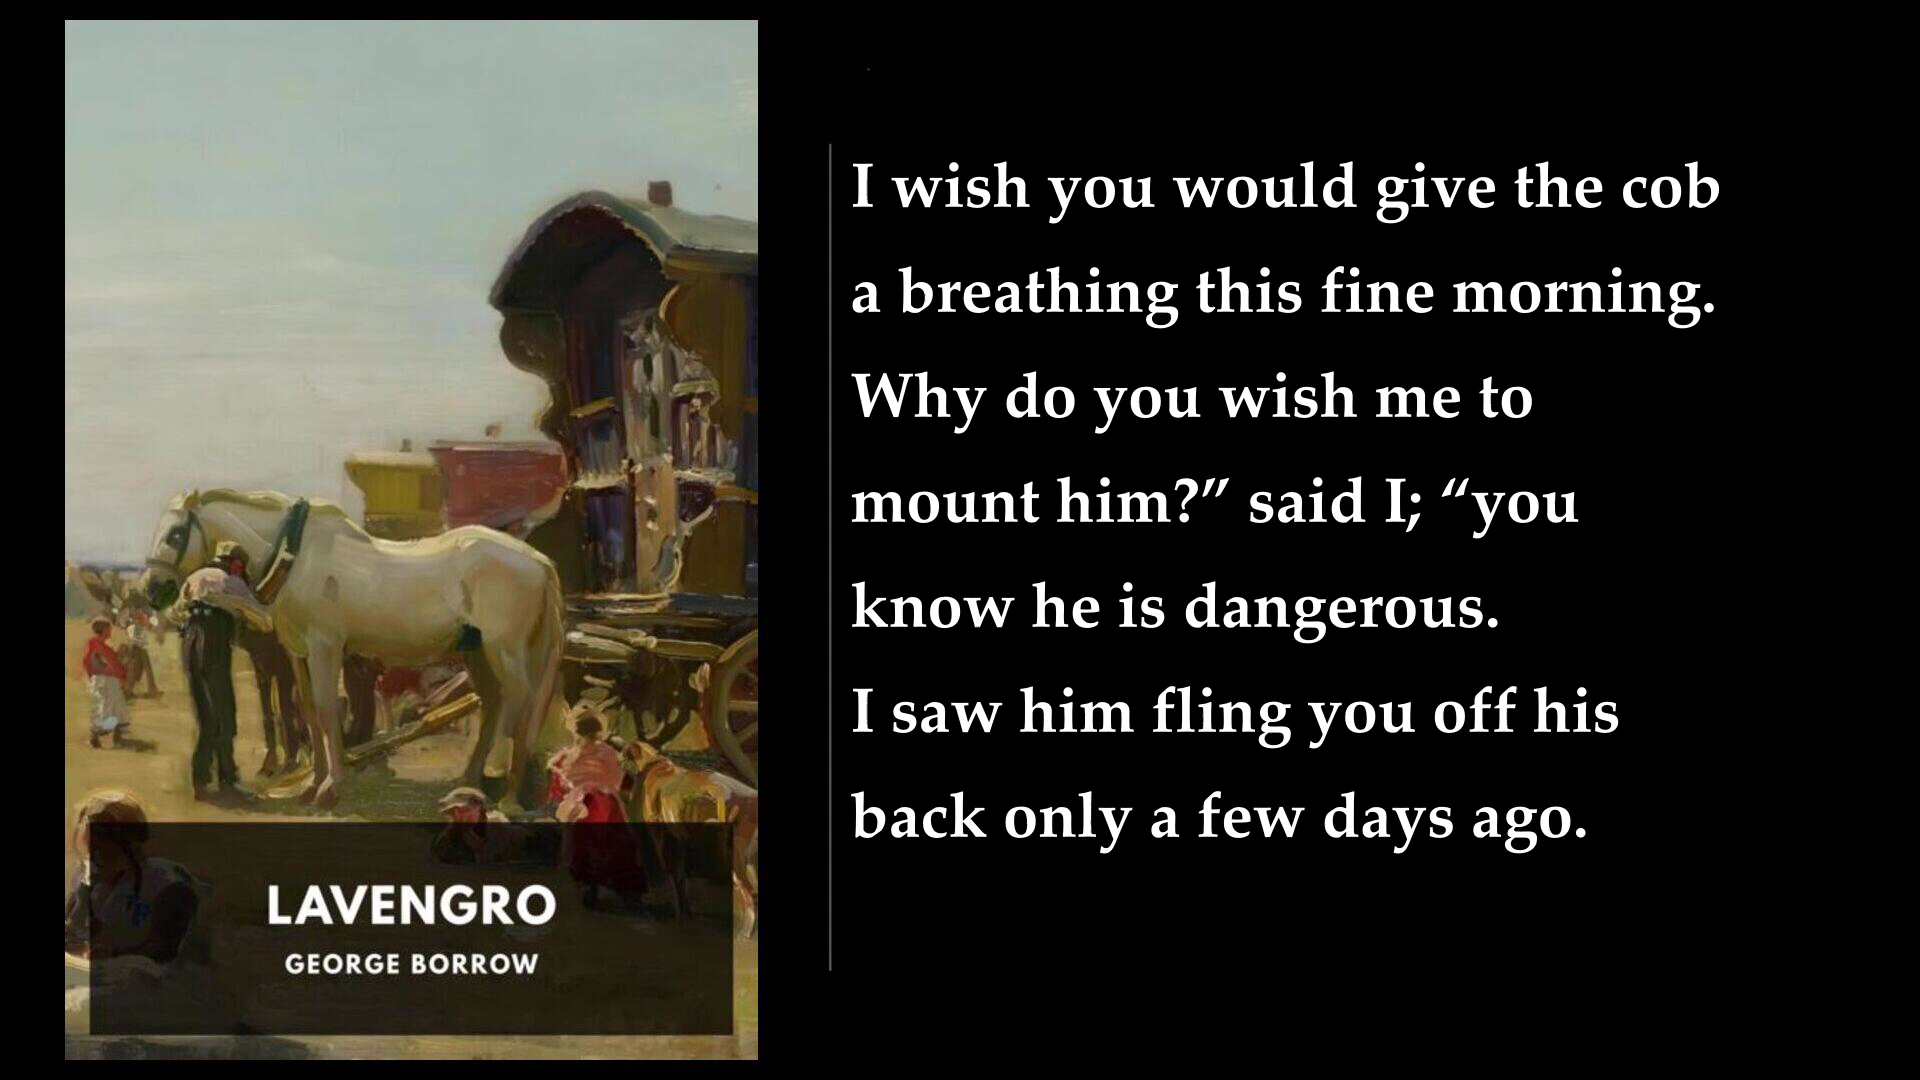 LAVENGRO
GEORGE BORROW
I wish you would give the cob
a breathing this fine morning.
Why do you wish me to
mount him?” said I; “you
know he is dangerous.
I saw him fling you off his
back only a few days ago.